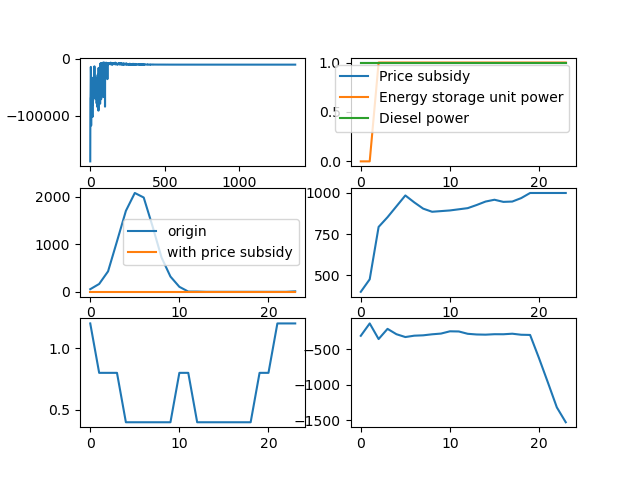 0
−100000
0 500 1000
1.0
0.5
0.0
Price subsidy
Energy storage unit power
Diesel power
0 10 20
2000
1000
0
origin
with price subsidy
0 10 20
1000
750
500
0 10 20
1.0
0.5
0 10 20
−500
−1000
−1500
0 10 20